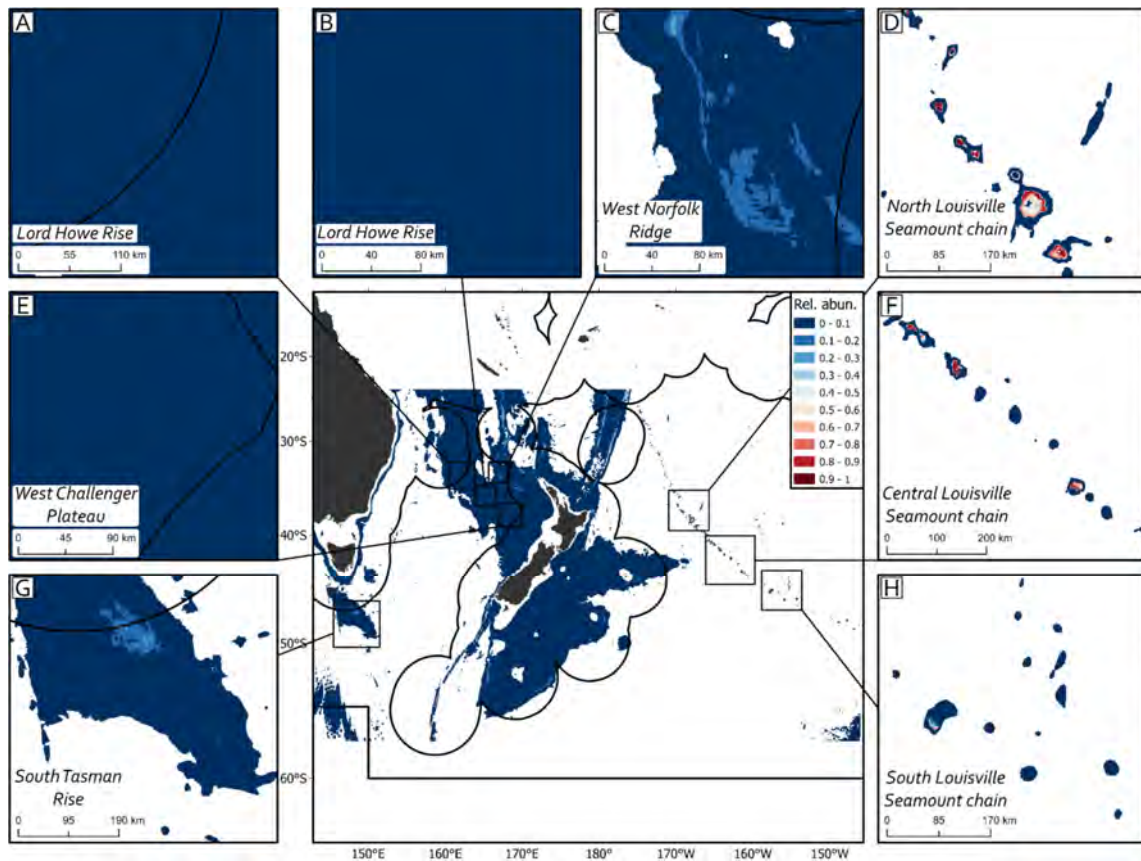 A
Lord Howe Rise
0 55 110 km
B
Lord Howe Rise
0 40 80 km
C
West Norfolk
Ridge
0 40 80 km
D
North Louisville
Seamount chain
0 85 170 km
E
West Challenger
Plateau
0 45 90 km
Rel. abun.
0 - 0.1
0.1 - 0.2
0.2 - 0.3
0.3 - 0.4
0.4 - 0.5
0.5 - 0.6
0.6 - 0.7
0.7 - 0.8
0.8 - 0.9
0.9 - 1
20°S
30°S
40°S
50°S
60°S
150°E 160°E 170°E 180° 170°W 160°W 150°W
F
Central Louisville
Seamount chain
0 100 200 km
G
South Tasman
Rise
0 95 190 km
H
South Louisville
Seamount chain
0 85 170 km